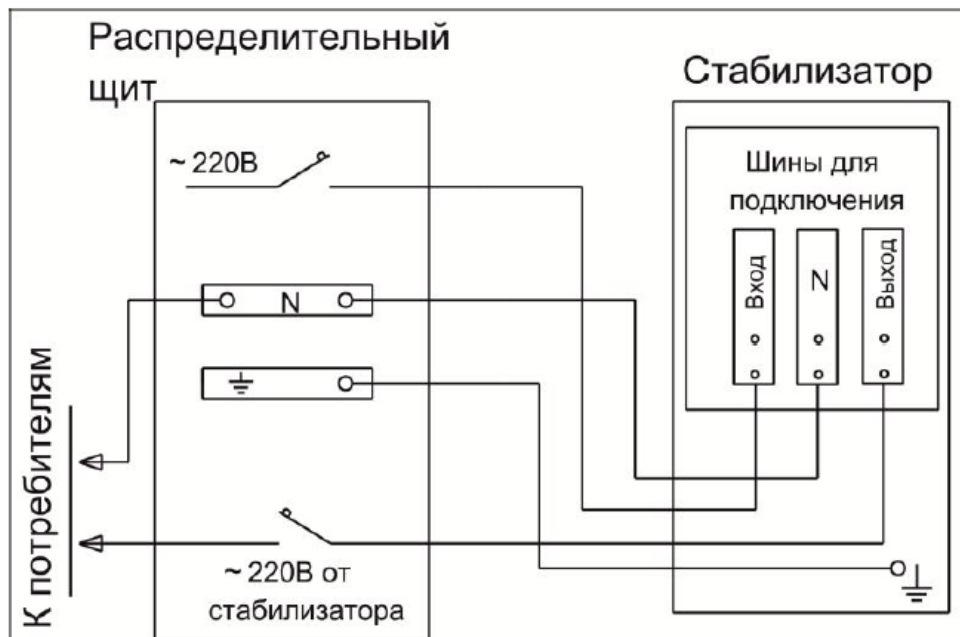 Распределительный
щит
Стабилизатор
~ 220В
Шины для
подключения
Вход
N
Выход
N
К потребителям
~ 220В от
стабилизатора